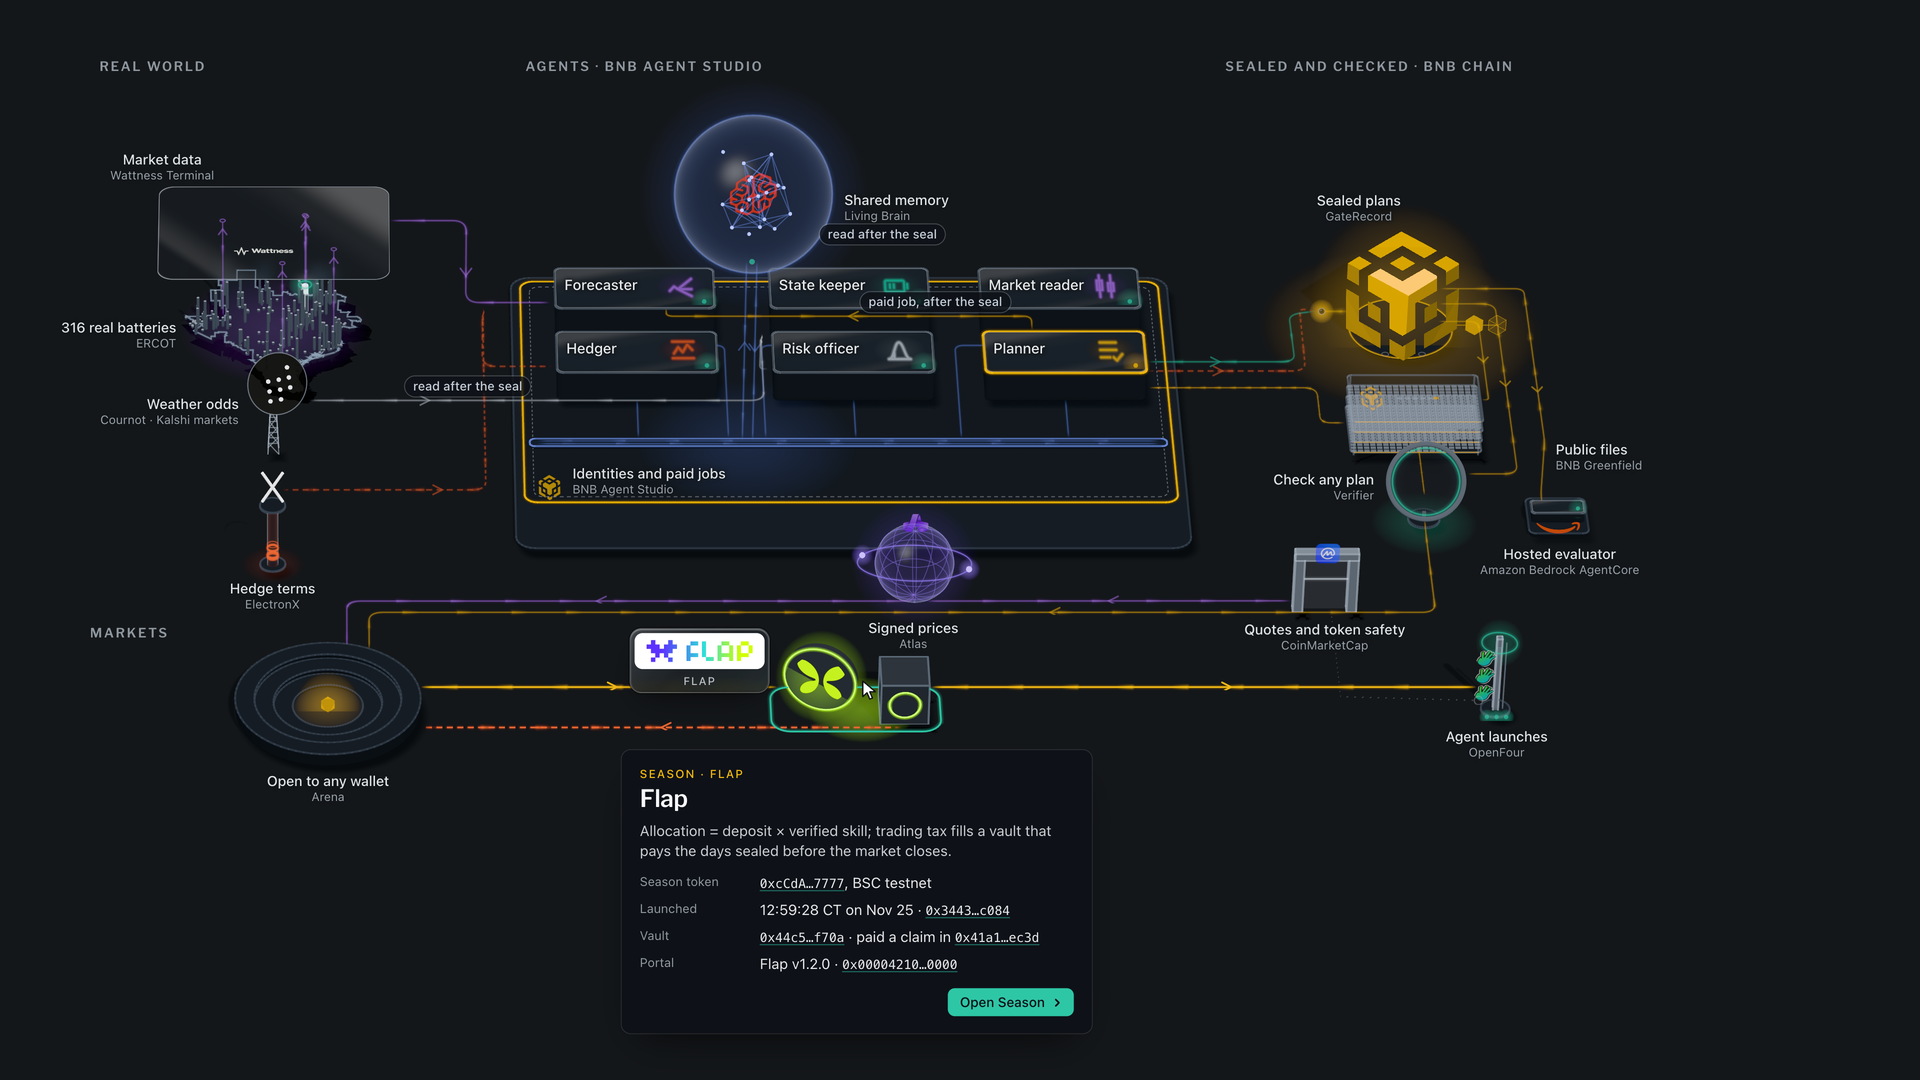 REAL WORLD
AGENTS · BNB AGENT STUDIO
SEALED AND CHECKED · BNB CHAIN
Market data
Wattness Terminal
Wattness
316 real batteries
ERCOT
Weather odds
Cournot · Kalshi markets
read after the seal
Hedge terms
ElectronX
Shared memory
Living Brain
read after the seal
Forecaster
State keeper
Market reader
paid job, after the seal
Hedger
Risk officer
Planner
Identities and paid jobs
BNB Agent Studio
Sealed plans
GateRecord
Check any plan
Verifier
Public files
BNB Greenfield
Hosted evaluator
Amazon Bedrock AgentCore
MARKETS
Signed prices
Atlas
Quotes and token safety
CoinMarketCap
FLAP
FLAP
Agent launches
OpenFour
Open to any wallet
Arena
SEASON · FLAP
Flap
Allocation = deposit × verified skill; trading tax fills a vault that
pays the days sealed before the market closes.
Season token 0xcCdA…7777, BSC testnet
Launched 12:59:28 CT on Nov 25 · 0x3443…c084
Vault 0x44c5…f70a · paid a claim in 0x41a1…ec3d
Portal Flap v1.2.0 · 0x00004210…0000
Open Season